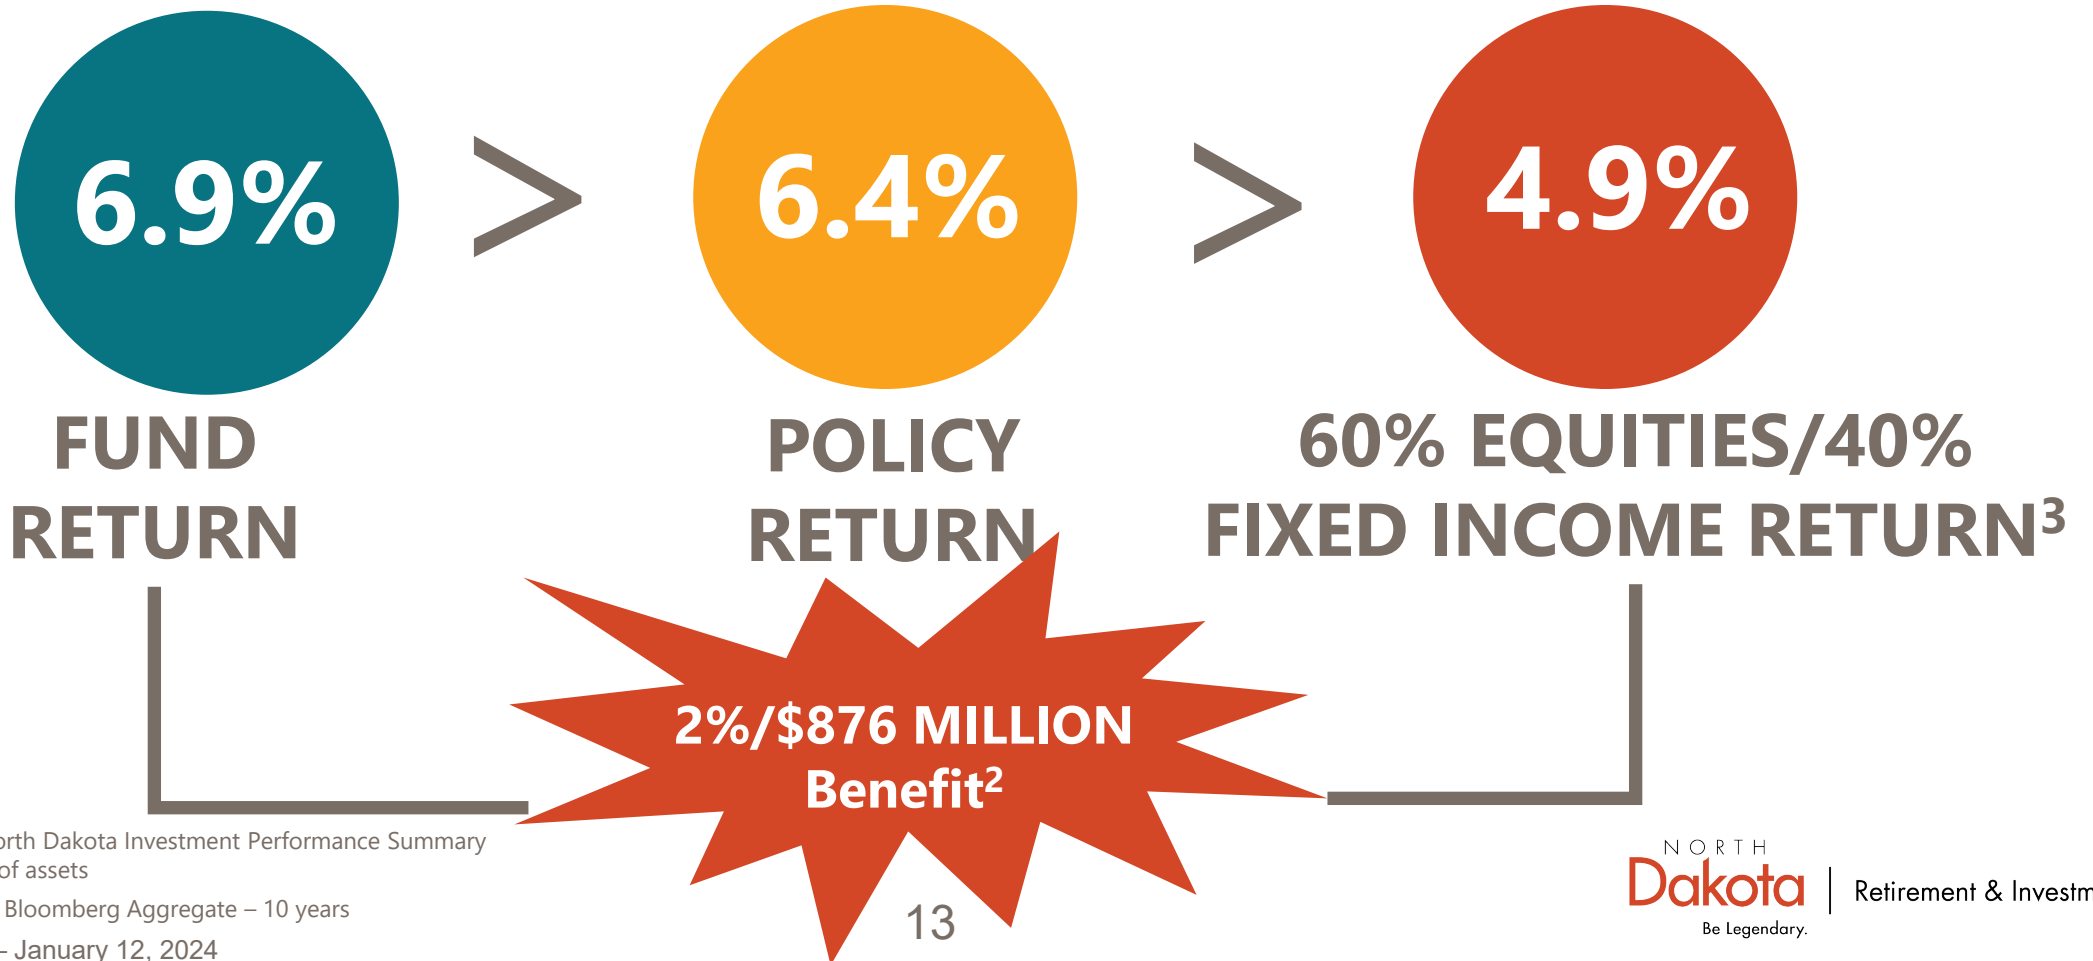 6.9%
>
6.4%
>
4.9%
FUND
RETURN
POLICY
RETURN
60% EQUITIES/40%
FIXED INCOME RETURN³
2%/$876 MILLION
Benefit²
orth Dakota Investment Performance Summary
of assets
Bloomberg Aggregate – 10 years
– January 12, 2024
13
NORTH
Dakota
Be Legendary.
Retirement & Investm